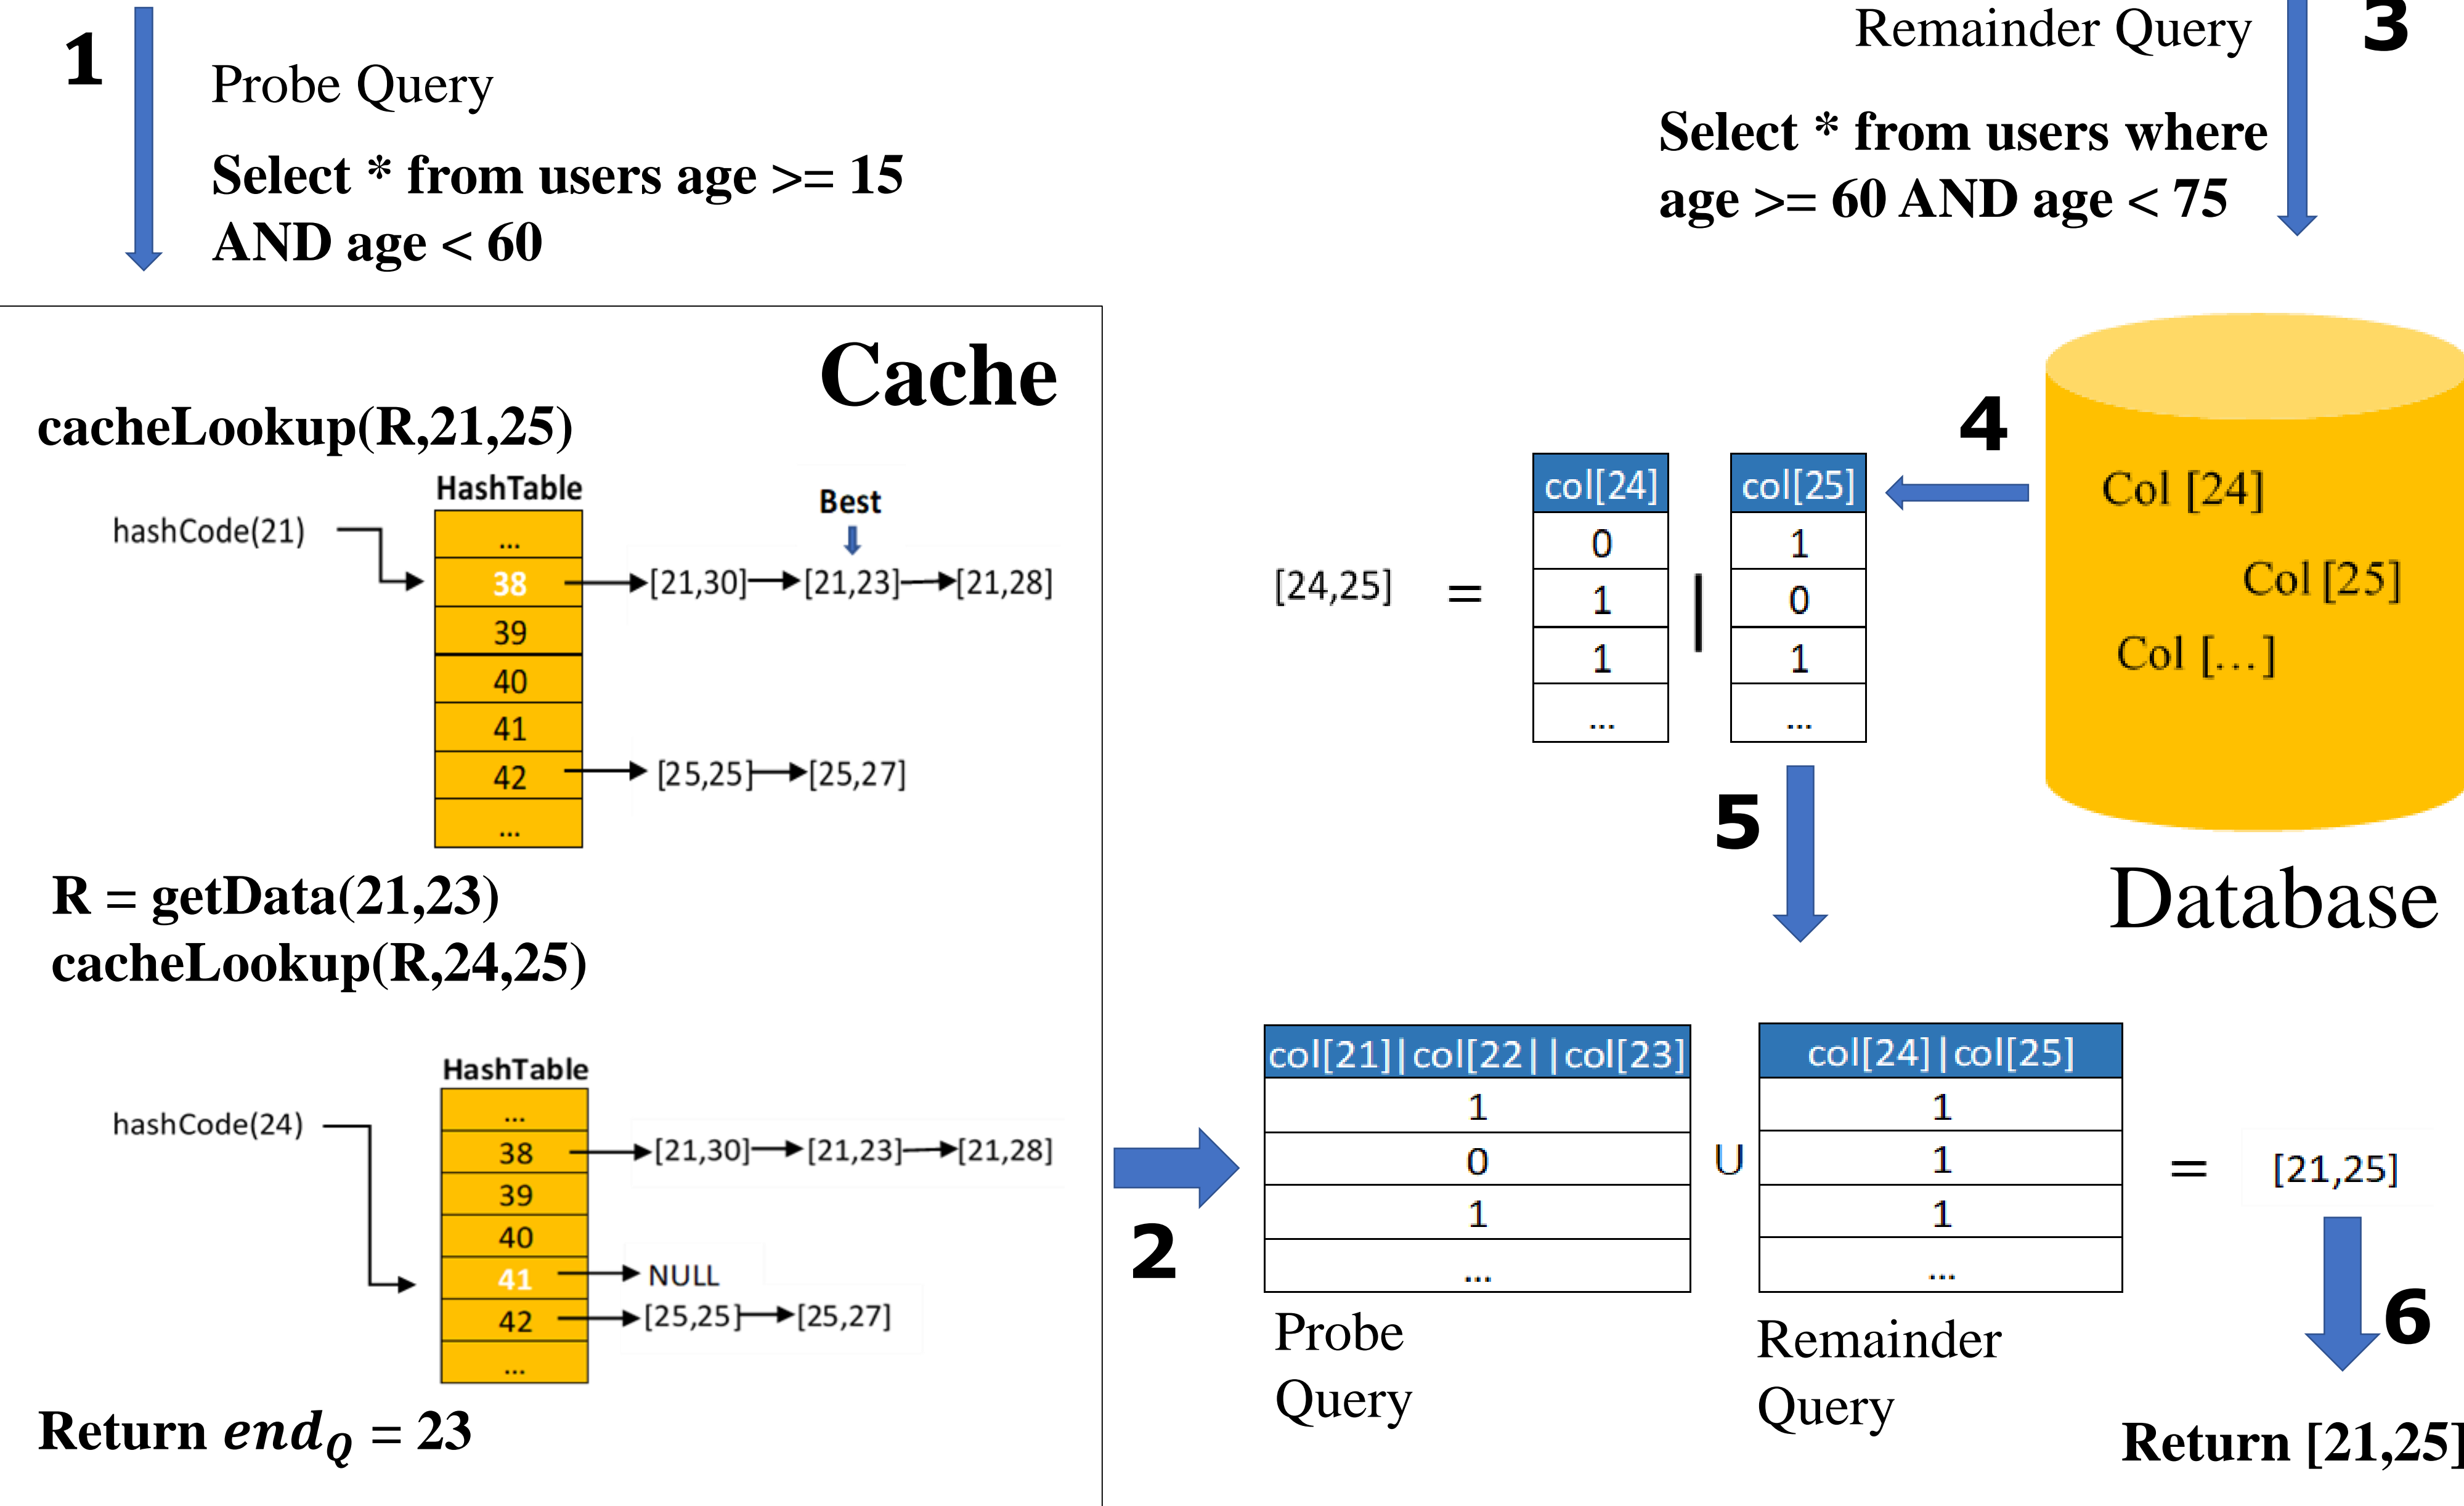 1
Probe Query
Select * from users age >= 15
AND age < 60
Remainder Query
3
Select * from users where
age >= 60 AND age < 75
Cache
cacheLookup(R,21,25)
HashTable
Best
hashCode(21)
...
38
[21,30] [21,23] [21,28]
39
40
41
42
[25,25] [25,27]
...
R = getData(21,23)
cacheLookup(R,24,25)
HashTable
hashCode(24)
...
38
[21,30] [21,23] [21,28]
39
40
41
NULL
42
[25,25] [25,27]
...
Return endQ = 23
2
4
Col [24]
Col [25]
Col [...]
Database
[24,25] =
col[24]
0
1
1
...
|
col[25]
1
0
1
...
5
col[21]|col[22||col[23]
1
0
1
...
Probe
Query
U
col[24]|col[25]
1
1
1
...
Remainder
Query
= [21,25]
6
Return [21,25]